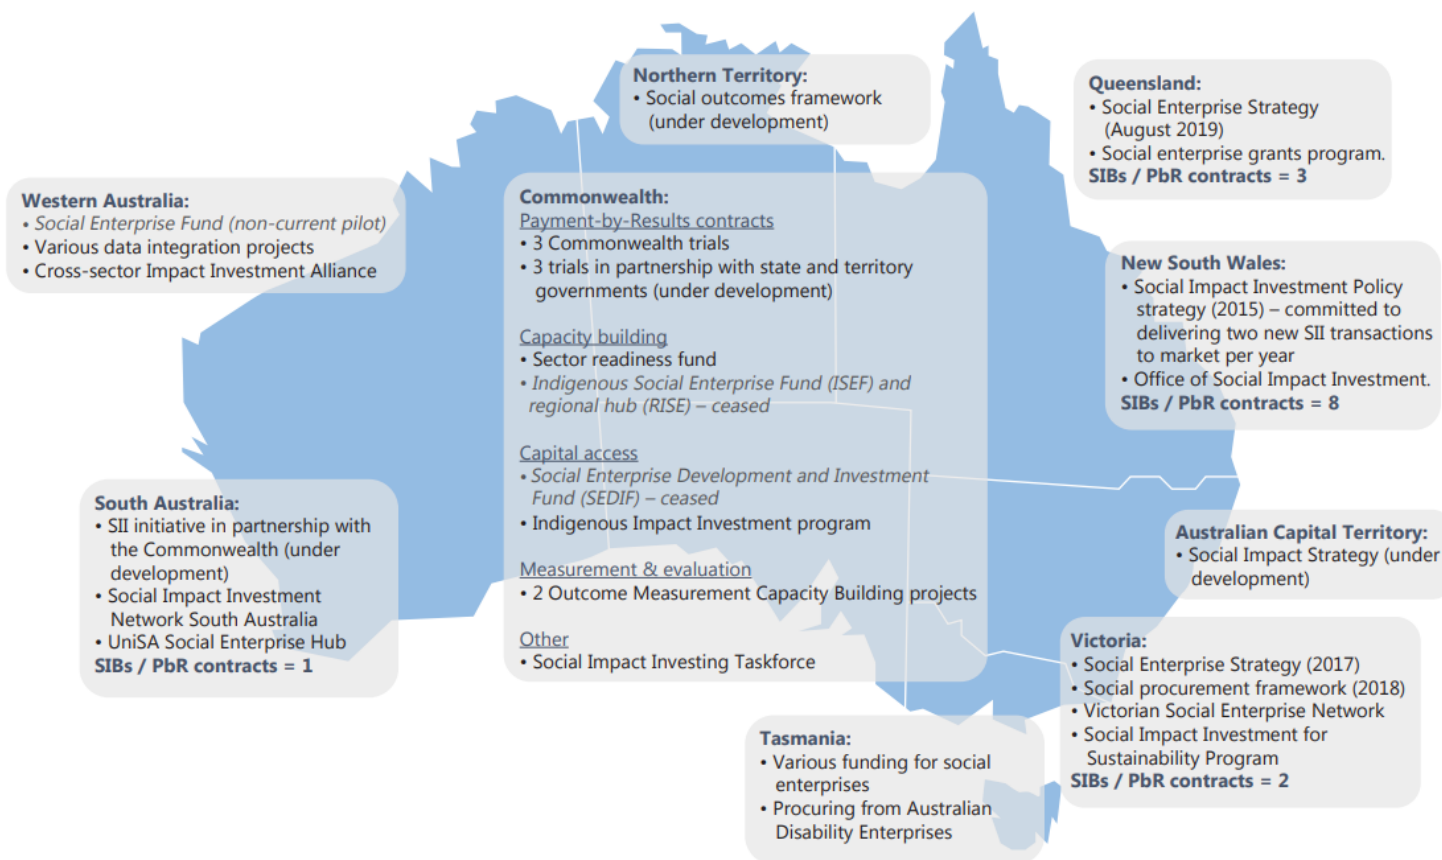 Northern Territory:
• Social outcomes framework
(under development)
Queensland:
• Social Enterprise Strategy
(August 2019)
• Social enterprise grants program.
SIBs / PbR contracts = 3
Western Australia:
• Social Enterprise Fund (non-current pilot)
• Various data integration projects
• Cross-sector Impact Investment Alliance
Commonwealth:
Payment-by-Results contracts
• 3 Commonwealth trials
• 3 trials in partnership with state and territory
governments (under development)
Capacity building
• Sector readiness fund
• Indigenous Social Enterprise Fund (ISEF) and
regional hub (RISE) – ceased
Capital access
• Social Enterprise Development and Investment
Fund (SEDIF) – ceased
• Indigenous Impact Investment program
Measurement & evaluation
• 2 Outcome Measurement Capacity Building projects
Other
• Social Impact Investing Taskforce
New South Wales:
• Social Impact Investment Policy
strategy (2015) – committed to
delivering two new SII transactions
to market per year
• Office of Social Impact Investment.
SIBs / PbR contracts = 8
South Australia:
• SII initiative in partnership with
the Commonwealth (under
development)
• Social Impact Investment
Network South Australia
• UniSA Social Enterprise Hub
SIBs / PbR contracts = 1
Australian Capital Territory:
• Social Impact Strategy (under
development)
Victoria:
• Social Enterprise Strategy (2017)
• Social procurement framework (2018)
• Victorian Social Enterprise Network
• Social Impact Investment for
Sustainability Program
SIBs / PbR contracts = 2
Tasmania:
• Various funding for social
enterprises
• Procuring from Australian
Disability Enterprises